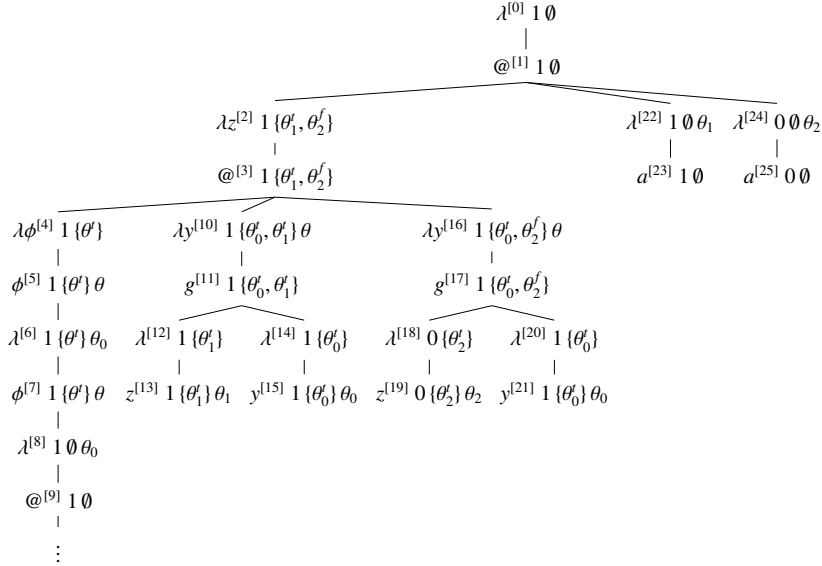 λ^[0] 1 ∅
@^[1] 1 ∅
λz^[2] 1 {θ_1^t, θ_2^f} λ^[22] 1 ∅ θ_1 λ^[24] 0 ∅ θ_2
@^[3] 1 {θ_1^t, θ_2^f} a^[23] 1 ∅ a^[25] 0 ∅
λϕ^[4] 1 {θ^t} λy^[10] 1 {θ_0^t, θ_1^t} θ λy^[16] 1 {θ_0^t, θ_2^f} θ
ϕ^[5] 1 {θ^t} θ g^[11] 1 {θ_0^t, θ_1^t} g^[17] 1 {θ_0^t, θ_2^f}
λ^[6] 1 {θ^t} θ_0 λ^[12] 1 {θ_1^t} λ^[14] 1 {θ_0^t} λ^[18] 0 {θ_2^t} λ^[20] 1 {θ_0^t}
ϕ^[7] 1 {θ^t} θ z^[13] 1 {θ_1^t} θ_1 y^[15] 1 {θ_0^t} θ_0 z^[19] 0 {θ_2^t} θ_2 y^[21] 1 {θ_0^t} θ_0
λ^[8] 1 ∅ θ_0
@^[9] 1 ∅
⋮